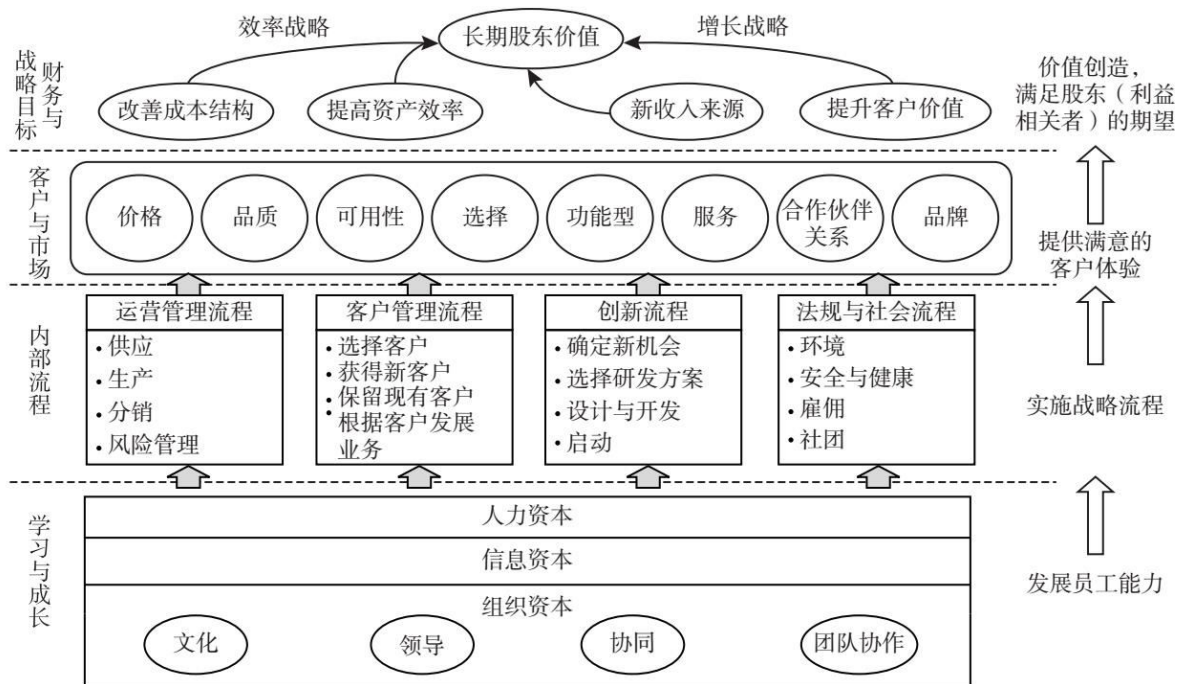 效率战略
长期股东价值
增长战略
财务与
战略目标
改善成本结构
提高资产效率
新收入来源
提升客户价值
价值创造，
满足股东（利益
相关者）的期望
客户与市场
价格
品质
可用性
选择
功能型
服务
合作伙伴
关系
品牌
提供满意的
客户体验
内部流程
运营管理流程
•供应
•生产
•分销
•风险管理
客户管理流程
•选择客户
•获得新客户
•保留现有客户
•根据客户发展
业务
创新流程
•确定新机会
•选择研发方案
•设计与开发
•启动
法规与社会流程
•环境
•安全与健康
•雇佣
•社团
实施战略流程
学习与成长
人力资本
信息资本
组织资本
文化
领导
协同
团队协作
发展员工能力